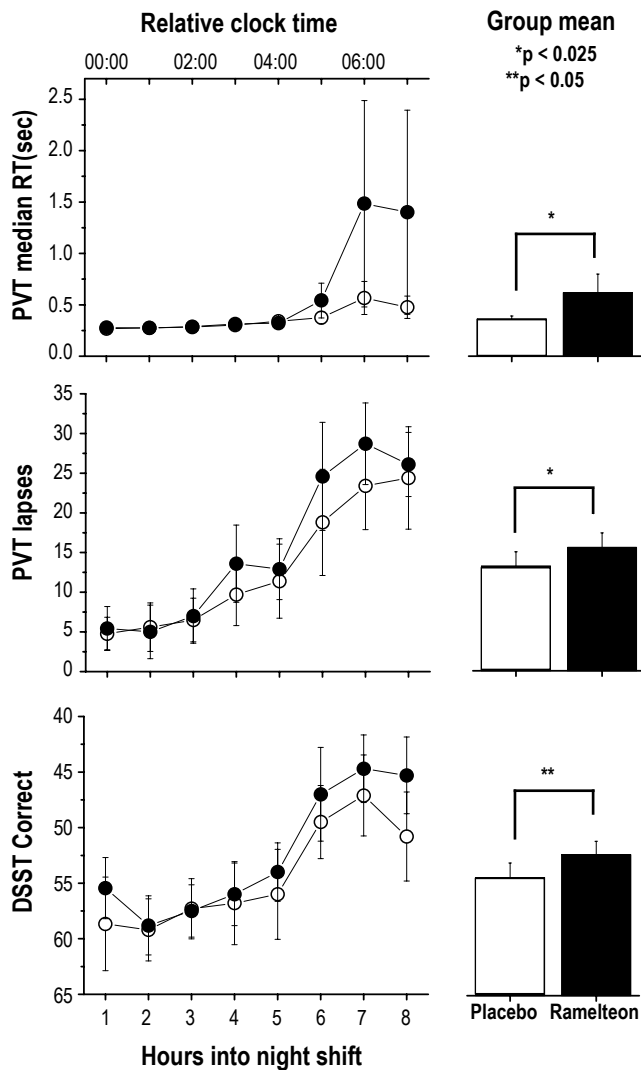 Relative clock time
Group mean
*p < 0.025
**p < 0.05
00:00 02:00 04:00 06:00
PVT median RT(sec)
2.5
2.0
1.5
1.0
0.5
0.0
*
PVT lapses
35
30
25
20
15
10
5
0
*
DSST Correct
40
45
50
55
60
65
**
1 2 3 4 5 6 7 8
Placebo Ramelteon
Hours into night shift